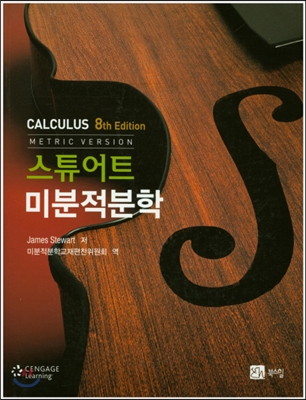 CALCULUS 8th Edition
METRIC VERSION
스튜어트
미분적분학
James Stewart 저
미분적분학교재편찬위원회 역
CENGAGE
Learning
북스힐